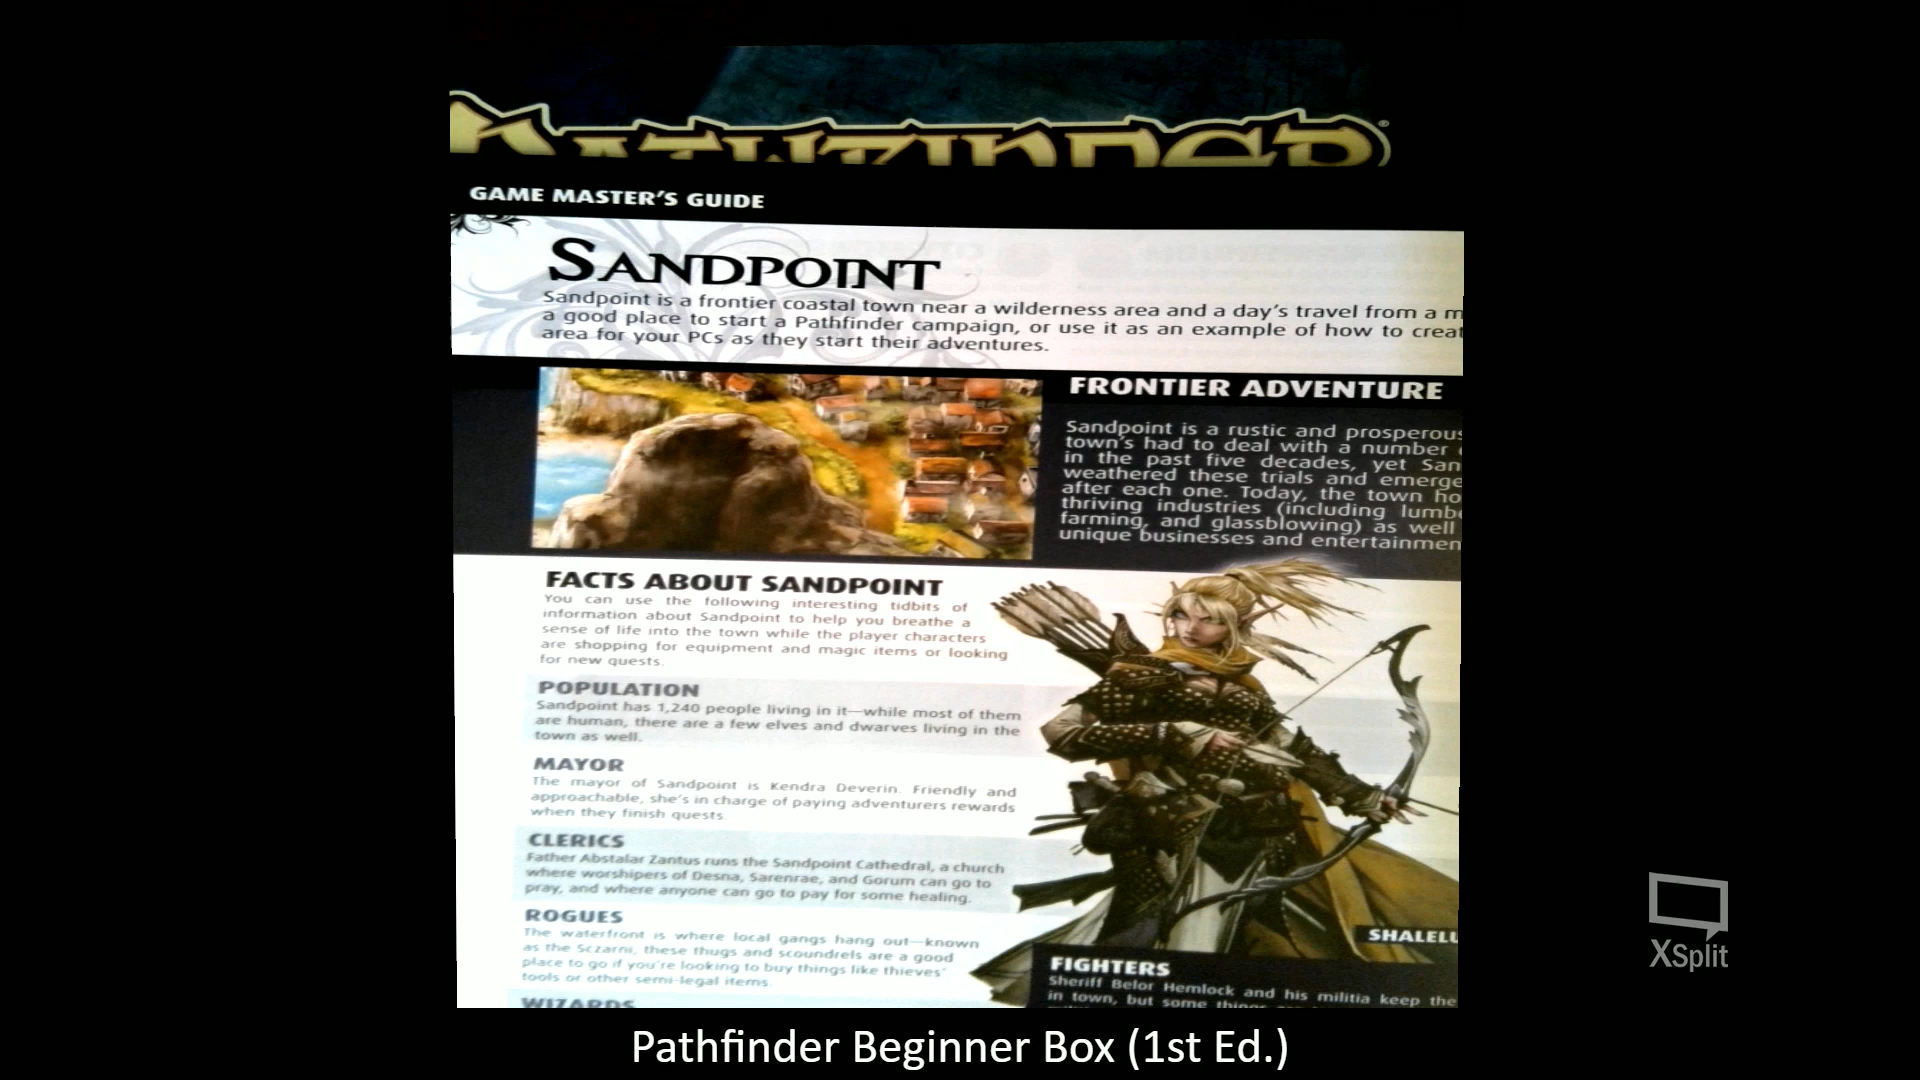 PATHFINDER®
GAME MASTER'S GUIDE
SANDPOINT
Sandpoint is a frontier coastal town near a wilderness area and a day's travel from a m
a good place to start a Pathfinder campaign, or use it as an example of how to creat
area for your PCs as they start their adventures.
FRONTIER ADVENTURE
Sandpoint is a rustic and prosperous
town's had to deal with a number
in the past five decades, yet San
weathered these trials and emerge
after each one. Today, the town ho
thriving industries (including lumbe
farming, and glassblowing) as well
unique businesses and entertainmen
FACTS ABOUT SANDPOINT
You can use the following interesting tidbits of
information about Sandpoint to help you breathe a
sense of life into the town while the player characters
are shopping for equipment and magic items or looking
for new quests.
POPULATION
Sandpoint has 1,240 people living in it—while most of them
are human, there are a few elves and dwarves living in the
town as well.
MAYOR
The mayor of Sandpoint is Kendra Deverin. Friendly and
approachable, she's in charge of paying adventurers rewards
when they finish quests.
CLERICS
Father Abstalar Zantus runs the Sandpoint Cathedral, a church
where worshipers of Desna, Sarenrae, and Gorum can go to
pray, and where anyone can go to pay for some healing.
ROGUES
The waterfront is where local gangs hang out—known
as the Sczarni, these thugs and scoundrels are a good
place to go if you're looking to buy things like thieves'
tools or other semi-legal items.
WIZARDS
SHALELU
FIGHTERS
Sheriff Belor Hemlock and his militia keep the
in town, but some things
XSplit
Pathfinder Beginner Box (1st Ed.)